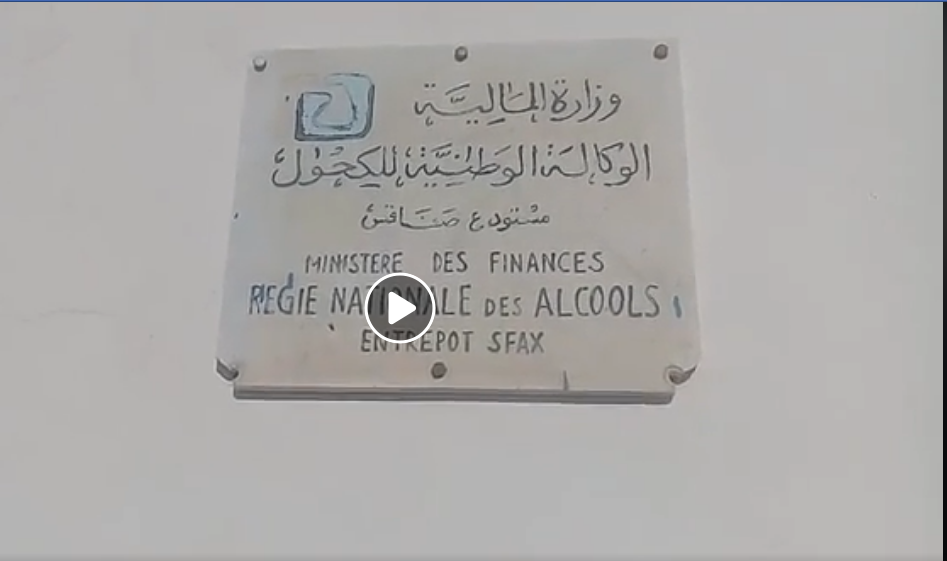 وزارة المالية
الوكالة الوطنية للكحول
مستودع صفاقس
MINISTERE DES FINANCES
REGIE NATIONALE DES ALCOOLS
ENTREPOT SFAX